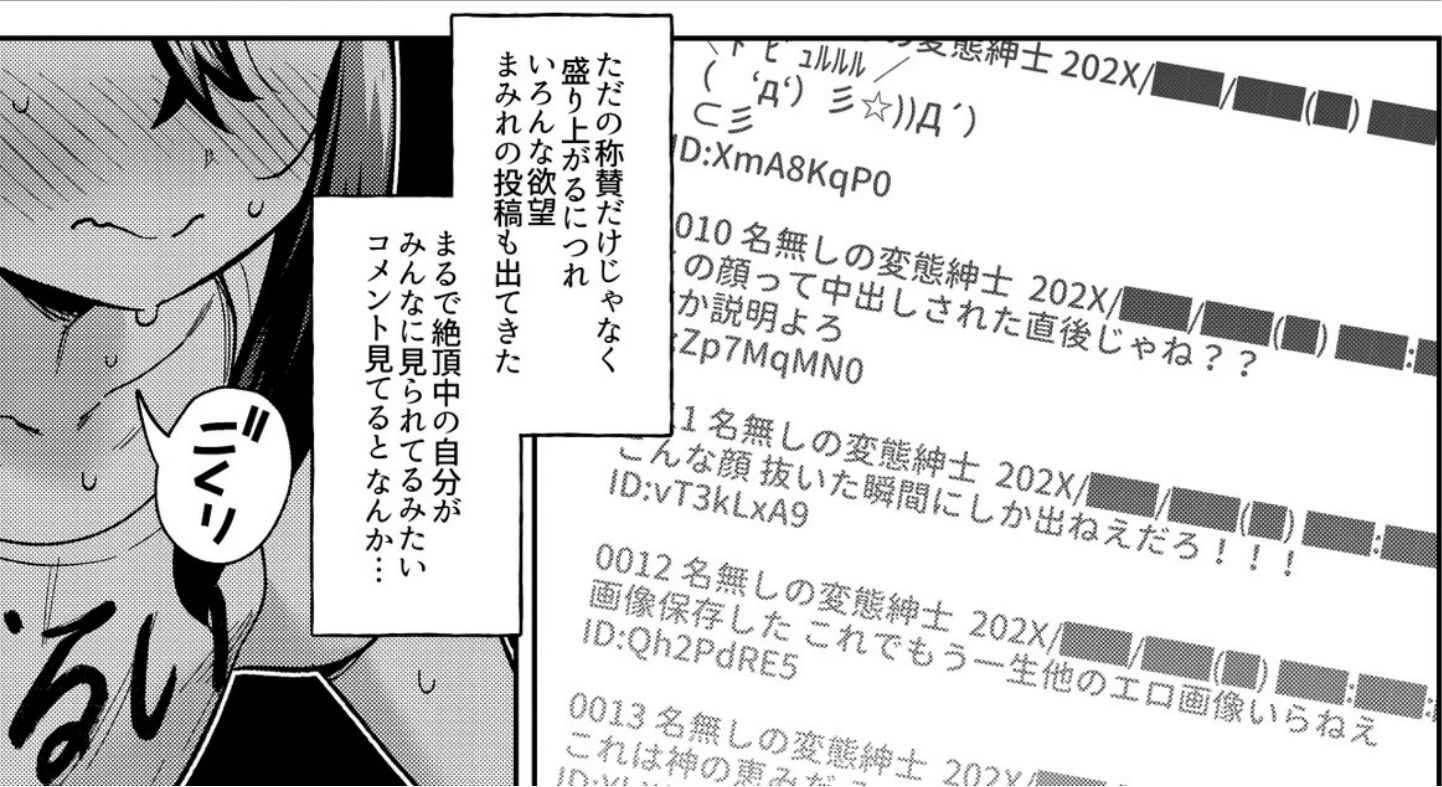 ただの称賛だけじゃなく
盛り上がるにつれ
いろんな欲望
まみれの投稿も出てきた
まるで絶頂中の自分が
みんなに見られてるみたい
コメント見てると なんか…
ゴクリ
の変態紳士 202X/
( ‘д‘) 彡☆))Д´)
⊂彡
ID:XmA8KqP0
010 名無しの変態紳士 202X/
の顔って中出しされた直後じゃね？？
か説明よろ
:Zp7MqMN0
1 名無しの変態紳士 202X/
こんな顔 抜いた瞬間にしか出ねえだろ！！！
ID:vT3kLxA9
0012 名無しの変態紳士 202X/
画像保存した これでもう一生他のエロ画像いらねえ
ID:Qh2PdRE5
0013 名無しの変態紳士 202X/
これは神の恵みだ